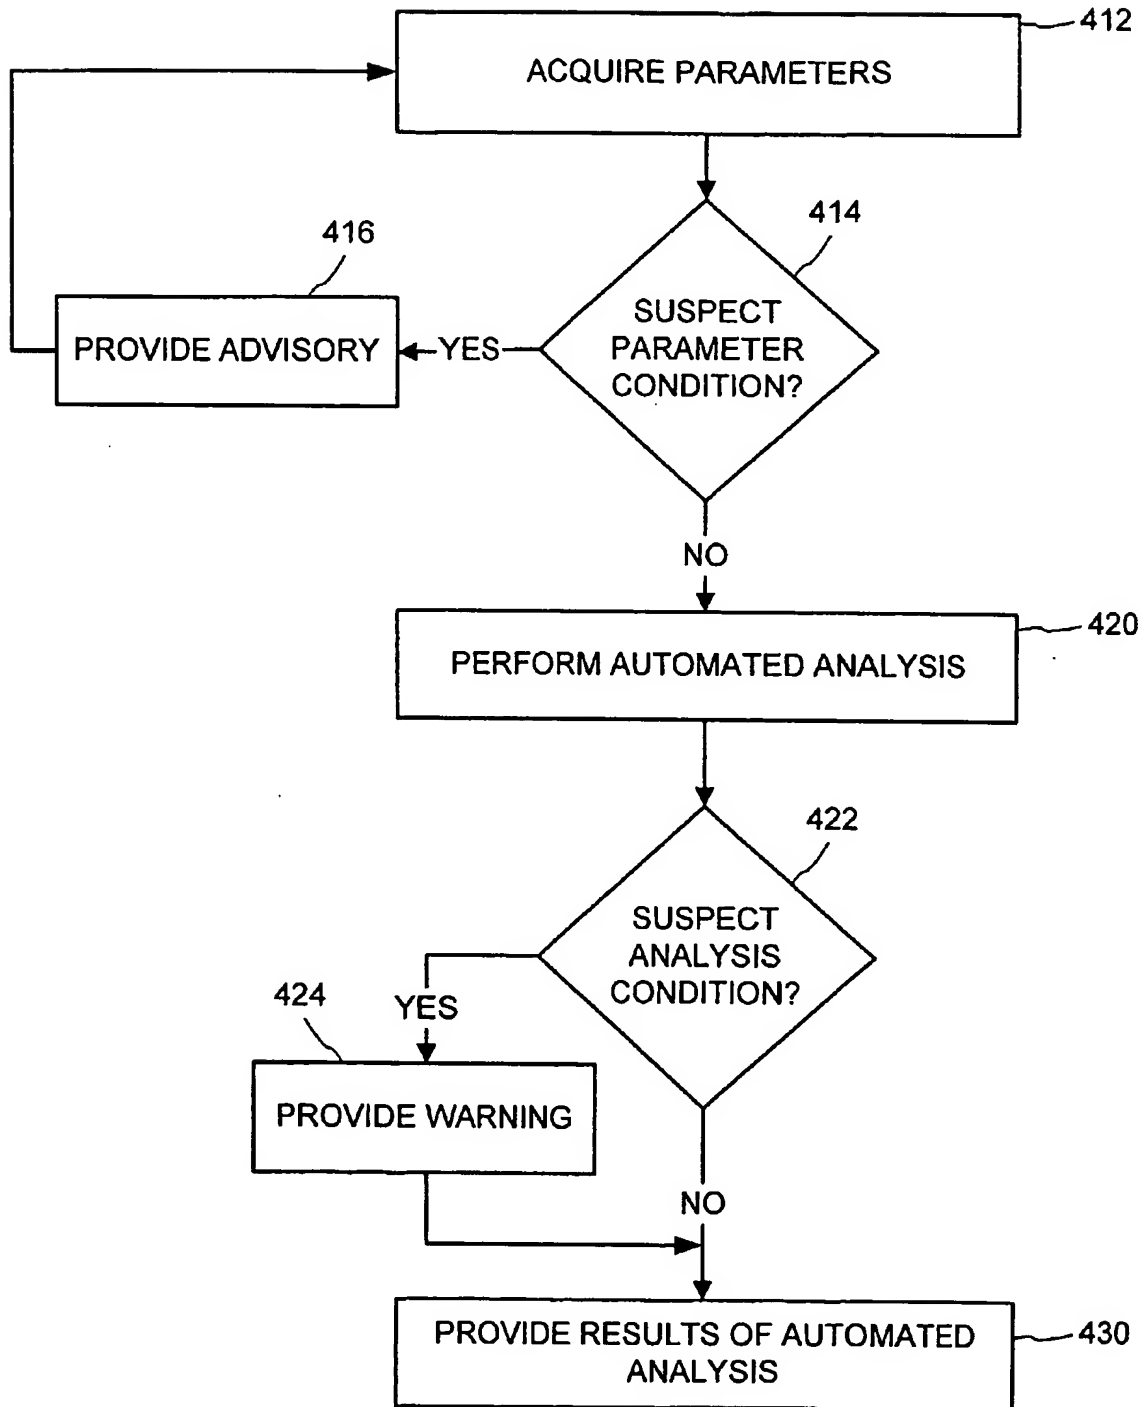 412
ACQUIRE PARAMETERS
414
416
SUSPECT
PARAMETER
CONDITION?
YES
PROVIDE ADVISORY
NO
420
PERFORM AUTOMATED ANALYSIS
422
SUSPECT
ANALYSIS
CONDITION?
424
YES
PROVIDE WARNING
NO
PROVIDE RESULTS OF AUTOMATED
ANALYSIS
430